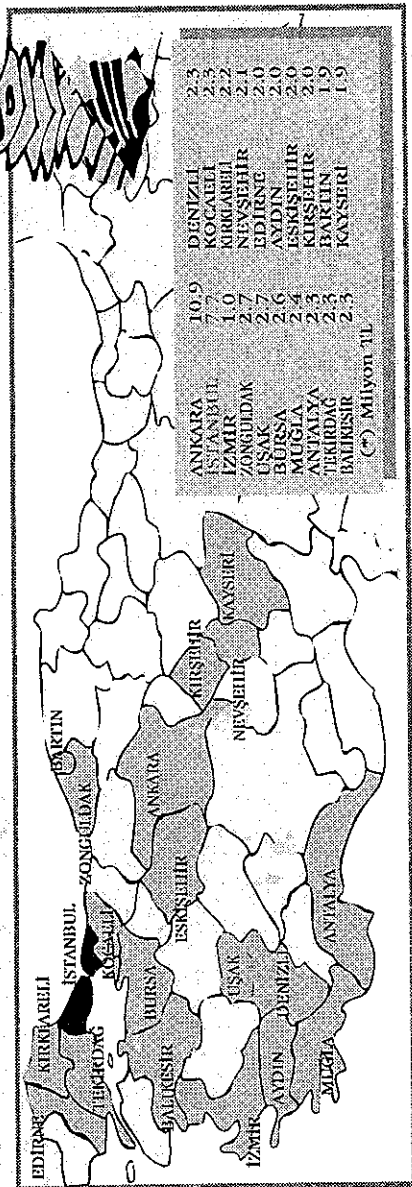 EDİRNE
KIRKLARELİ
TEKİRDAĞ
İSTANBUL
KOCAELİ
ZONGULDAK
BARTIN
BURSA
BALIKESİR
ESKİŞEHİR
ANKARA
KIRŞEHİR
KAYSERİ
NEVŞEHİR
UŞAK
İZMİR
AYDIN
DENİZLİ
MUĞLA
ANTALYA
ANKARA 10.9 DENİZLİ 2.3
İSTANBUL 7.7 KOCAELİ 2.3
İZMİR 1.0 KIRKLARELİ 2.2
ZONGULDAK 2.7 NEVŞEHİR 2.1
UŞAK 2.7 EDİRNE 2.0
BURSA 2.6 AYDIN 2.0
MUĞLA 2.4 ESKİŞEHİR 2.0
ANTALYA 2.3 KIRŞEHİR 2.0
TEKİRDAĞ 2.3 BARTIN 1.9
BALIKESİR 2.3 KAYSERİ 1.9
(*) Milyon TL